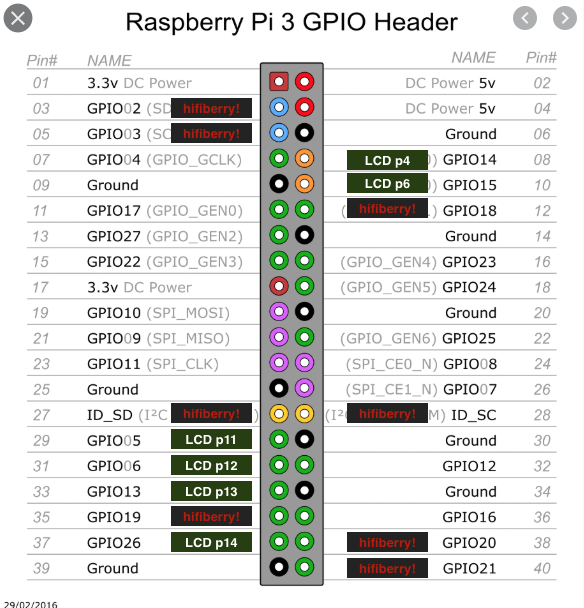 Raspberry Pi 3 GPIO Header
Pin# NAME NAME Pin#
01 3.3v DC Power DC Power 5v 02
03 GPIO02 (SD hifiberry! DC Power 5v 04
05 GPIO03 (SC hifiberry! Ground 06
07 GPIO04 (GPIO_GCLK) LCD p4 ) GPIO14 08
09 Ground LCD p6 ) GPIO15 10
11 GPIO17 (GPIO_GEN0) ( hifiberry! ) GPIO18 12
13 GPIO27 (GPIO_GEN2) Ground 14
15 GPIO22 (GPIO_GEN3) (GPIO_GEN4) GPIO23 16
17 3.3v DC Power (GPIO_GEN5) GPIO24 18
19 GPIO10 (SPI_MOSI) Ground 20
21 GPIO09 (SPI_MISO) (GPIO_GEN6) GPIO25 22
23 GPIO11 (SPI_CLK) (SPI_CE0_N) GPIO08 24
25 Ground (SPI_CE1_N) GPIO07 26
27 ID_SD (I²C hifiberry! ) (I²C hifiberry! M) ID_SC 28
29 GPIO05 LCD p11 Ground 30
31 GPIO06 LCD p12 GPIO12 32
33 GPIO13 LCD p13 Ground 34
35 GPIO19 hifiberry! GPIO16 36
37 GPIO26 LCD p14 hifiberry! GPIO20 38
39 Ground hifiberry! GPIO21 40
29/02/2016